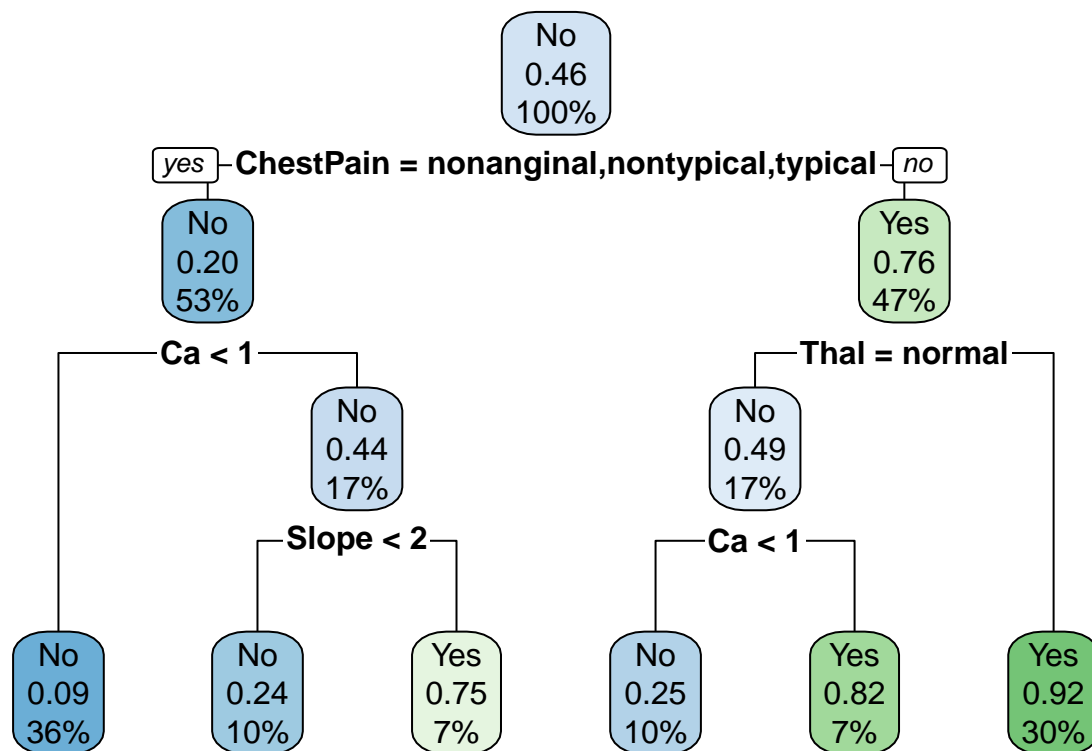 No
0.46
100%
yes ChestPain = nonanginal,nontypical,typical no
No
0.20
53%
Yes
0.76
47%
Ca < 1
Thal = normal
No
0.44
17%
No
0.49
17%
Slope < 2
Ca < 1
No
0.09
36%
No
0.24
10%
Yes
0.75
7%
No
0.25
10%
Yes
0.82
7%
Yes
0.92
30%